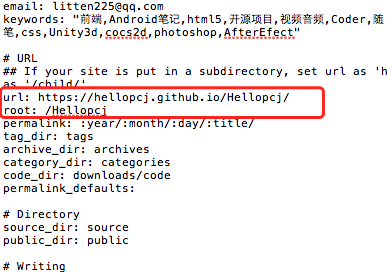 email: litten225@qq.com
keywords: "前端,Android笔记,html5,开源项目,视频音频,Coder,随
笔,css,Unity3d,cocs2d,photoshop,AfterEfect"
# URL
## If your site is put in a subdirectory, set url as 'h
as '/child/'
url: https://hellopcj.github.io/Hellopcj/
root: /Hellopcj
permalink: :year/:month/:day/:title/
tag_dir: tags
archive_dir: archives
category_dir: categories
code_dir: downloads/code
permalink_defaults:
# Directory
source_dir: source
public_dir: public
# Writing